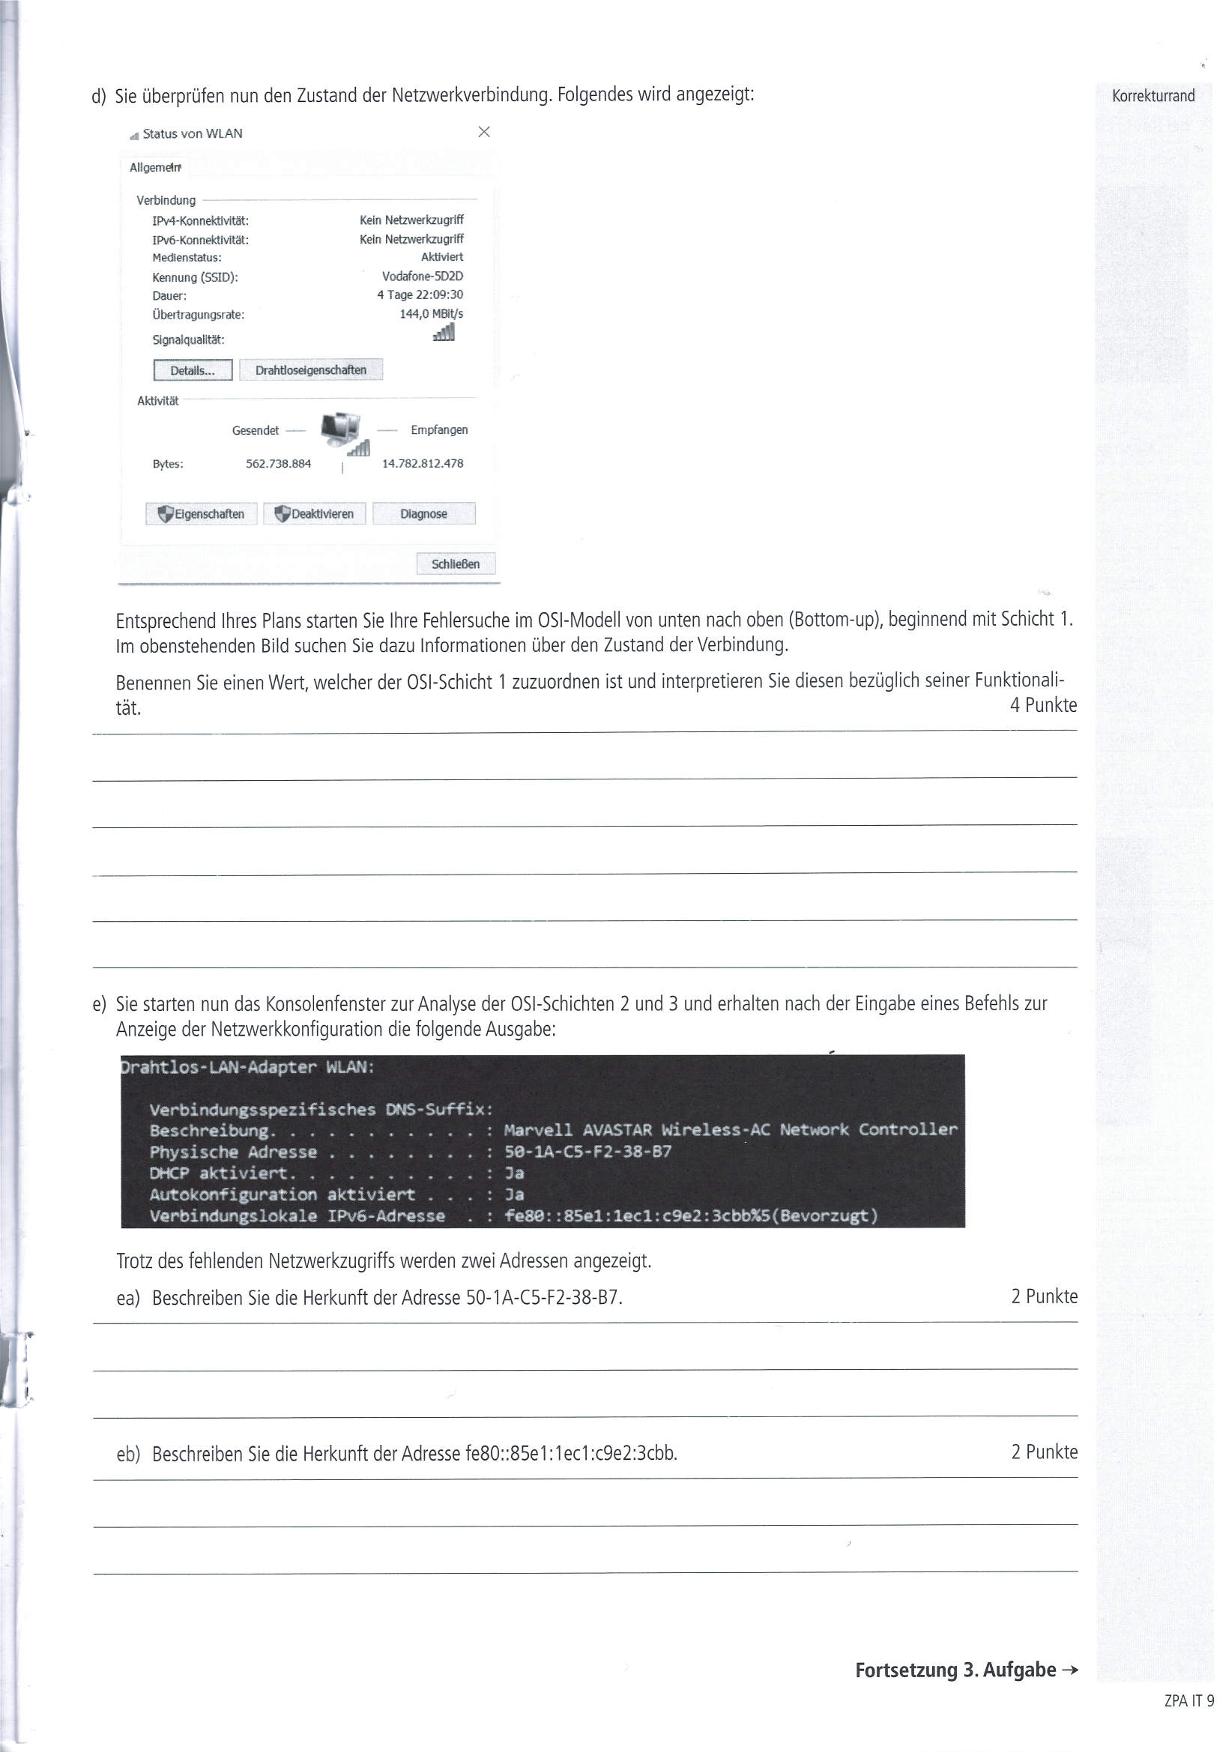 d) Sie überprüfen nun den Zustand der Netzwerkverbindung. Folgendes wird angezeigt:
Korrekturrand
Status von WLAN
Allgemein
Verbindung
IPv4-Konnektivität: Kein Netzwerkzugriff
IPv6-Konnektivität: Kein Netzwerkzugriff
Medienstatus: Aktiviert
Kennung (SSID): Vodafone-5D2D
Dauer: 4 Tage 22:09:30
Übertragungsrate: 144,0 MBit/s
Signalqualität:
Details... Drahtloseigenschaften
Aktivität
Gesendet — — Empfangen
Bytes: 562.738.884 | 14.782.812.478
Eigenschaften Deaktivieren Diagnose
Schließen
Entsprechend Ihres Plans starten Sie Ihre Fehlersuche im OSI-Modell von unten nach oben (Bottom-up), beginnend mit Schicht 1.
Im obenstehenden Bild suchen Sie dazu Informationen über den Zustand der Verbindung.
Benennen Sie einen Wert, welcher der OSI-Schicht 1 zuzuordnen ist und interpretieren Sie diesen bezüglich seiner Funktionali-
tät. 4 Punkte
e) Sie starten nun das Konsolenfenster zur Analyse der OSI-Schichten 2 und 3 und erhalten nach der Eingabe eines Befehls zur
Anzeige der Netzwerkkonfiguration die folgende Ausgabe:
Drahtlos-LAN-Adapter WLAN:
Verbindungsspezifisches DNS-Suffix:
Beschreibung. . . . . . . . . . . : Marvell AVASTAR Wireless-AC Network Controller
Physische Adresse . . . . . . . . : 50-1A-C5-F2-38-B7
DHCP aktiviert. . . . . . . . . . : Ja
Autokonfiguration aktiviert . . . : Ja
Verbindungslokale IPv6-Adresse . : fe80::85e1:1ec1:c9e2:3cbb%5(Bevorzugt)
Trotz des fehlenden Netzwerkzugriffs werden zwei Adressen angezeigt.
ea) Beschreiben Sie die Herkunft der Adresse 50-1A-C5-F2-38-B7. 2 Punkte
eb) Beschreiben Sie die Herkunft der Adresse fe80::85e1:1ec1:c9e2:3cbb. 2 Punkte
Fortsetzung 3. Aufgabe →
ZPA IT 9